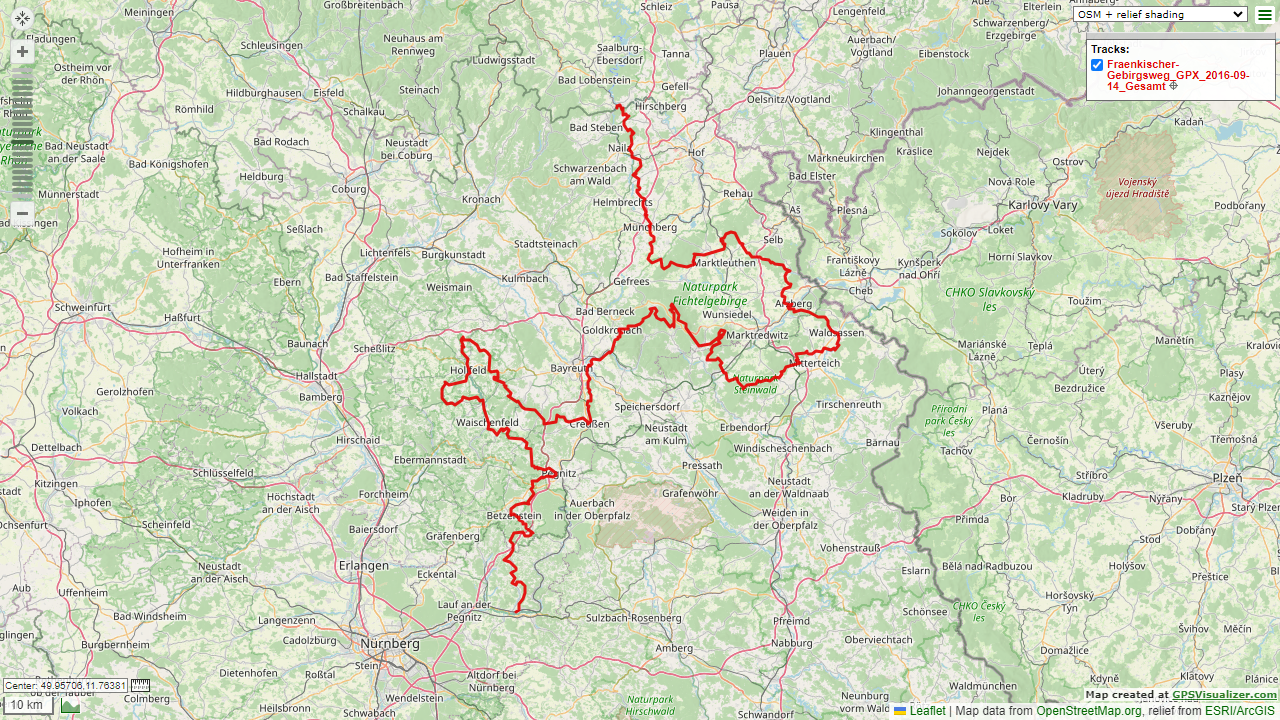 OSM + relief shading
Tracks:
Fraenkischer-
Gebirgsweg_GPX_2016-09-
14_Gesamt
Großbreitenbach
Schleiz
Pausa
Lengenfeld
Elterlein
Schwarzenberg/
Erzgebirge
Meiningen
Schleusingen
Neuhaus am
Rennweg
Saalburg-
Ebersdorf
Tanna
Plauen
Auerbach/
Vogtland
Eibenstock
Ludwigsstadt
Bad Lobenstein
Gefell
Hirschberg
Oelsnitz/Vogtland
Johanngeorgenstadt
Ostheim vor
der Rhön
Hildburghausen
Eisfeld
Römhild
Schalkau
Bad Steben
Klingenthal
Kadaň
Bad Neustadt
an der Saale
Bad Rodach
Neustadt
bei Coburg
Naila
Hof
Markneukirchen
Kraslice
Nejdek
Ostrov
Bad Königshofen
Heldburg
Coburg
Kronach
Schwarzenbach
am Wald
Bad Elster
Nová Role
Karlovy Vary
Vojenský
újezd Hradiště
Münnerstadt
Helmbrechts
Rehau
Aš
Plesná
Podbořany
Seßlach
Münchberg
Selb
Sokolov
Loket
Hofheim in
Unterfranken
Lichtenfels
Stadtsteinach
Burgkunstadt
Marktleuthen
Františkovy
Lázně
Kynšperk
nad Ohří
Horní Slavkov
Ebern
Bad Staffelstein
Kulmbach
Gefrees
Weismain
Naturpark
Fichtelgebirge
Cheb
CHKO Slavkovský
les
Toužim
Schweinfurt
Haßfurt
Bad Berneck
Wunsiedel
Arzberg
Goldkronach
Marktredwitz
Waldsassen
Baunach
Scheßlitz
Mariánské
Lázně
Teplá
Manětín
Kralovice
Hallstadt
Hollfeld
Bayreuth
Mitterteich
Úterý
Bezdružice
Plasy
Gerolzhofen
Bamberg
Naturpark
Steinwald
Kaznějov
Volkach
Speichersdorf
Tirschenreuth
Přírodní
park Český
les
Planá
Waischenfeld
Creußen
Neustadt
am Kulm
Erbendorf
Bärnau
Tachov
Černošín
Všeruby
Třemošná
Dettelbach
Hirschaid
Windischeschenbach
Ebermannstadt
Pegnitz
Pressath
Stříbro
Kladruby
Nýřany
Plzeň
Kitzingen
Schlüsselfeld
Neustadt
an der Waldnaab
Iphofen
Höchstadt
an der Aisch
Forchheim
Auerbach
in der Oberpfalz
Grafenwöhr
Bor
Starý Plzenec
Scheinfeld
Betzenstein
Weiden in
der Oberpfalz
Přimda
Baiersdorf
Gräfenberg
Stod
Dobřany
Vohenstrauß
Erlangen
Neustadt
an der Aisch
Eckental
Eslarn
Bělá nad Radbuzou
Holýšov
Přeštice
Aub
Uffenheim
Lauf an der
Pegnitz
CHKO Český
les
Horšovský
Týn
Bad Windsheim
Langenzenn
Sulzbach-Rosenberg
Pfreimd
Schönsee
Švihov
Měčín
Burgbernheim
Cadolzburg
Nürnberg
Amberg
Nabburg
Oberviechtach
Domažlice
Stein
Dietenhofen
Roßtal
Altdorf bei
Nürnberg
Kdyně
Waldmünchen
Colmberg
Heilsbronn
Wendelstein
Naturpark
Hirschwald
Neunburg
vorm Wald
Schwandorf
Center: 49.95706,11.76381
10 km
Map created at GPSVisualizer.com
Leaflet | Map data from OpenStreetMap.org, relief from ESRI/ArcGIS